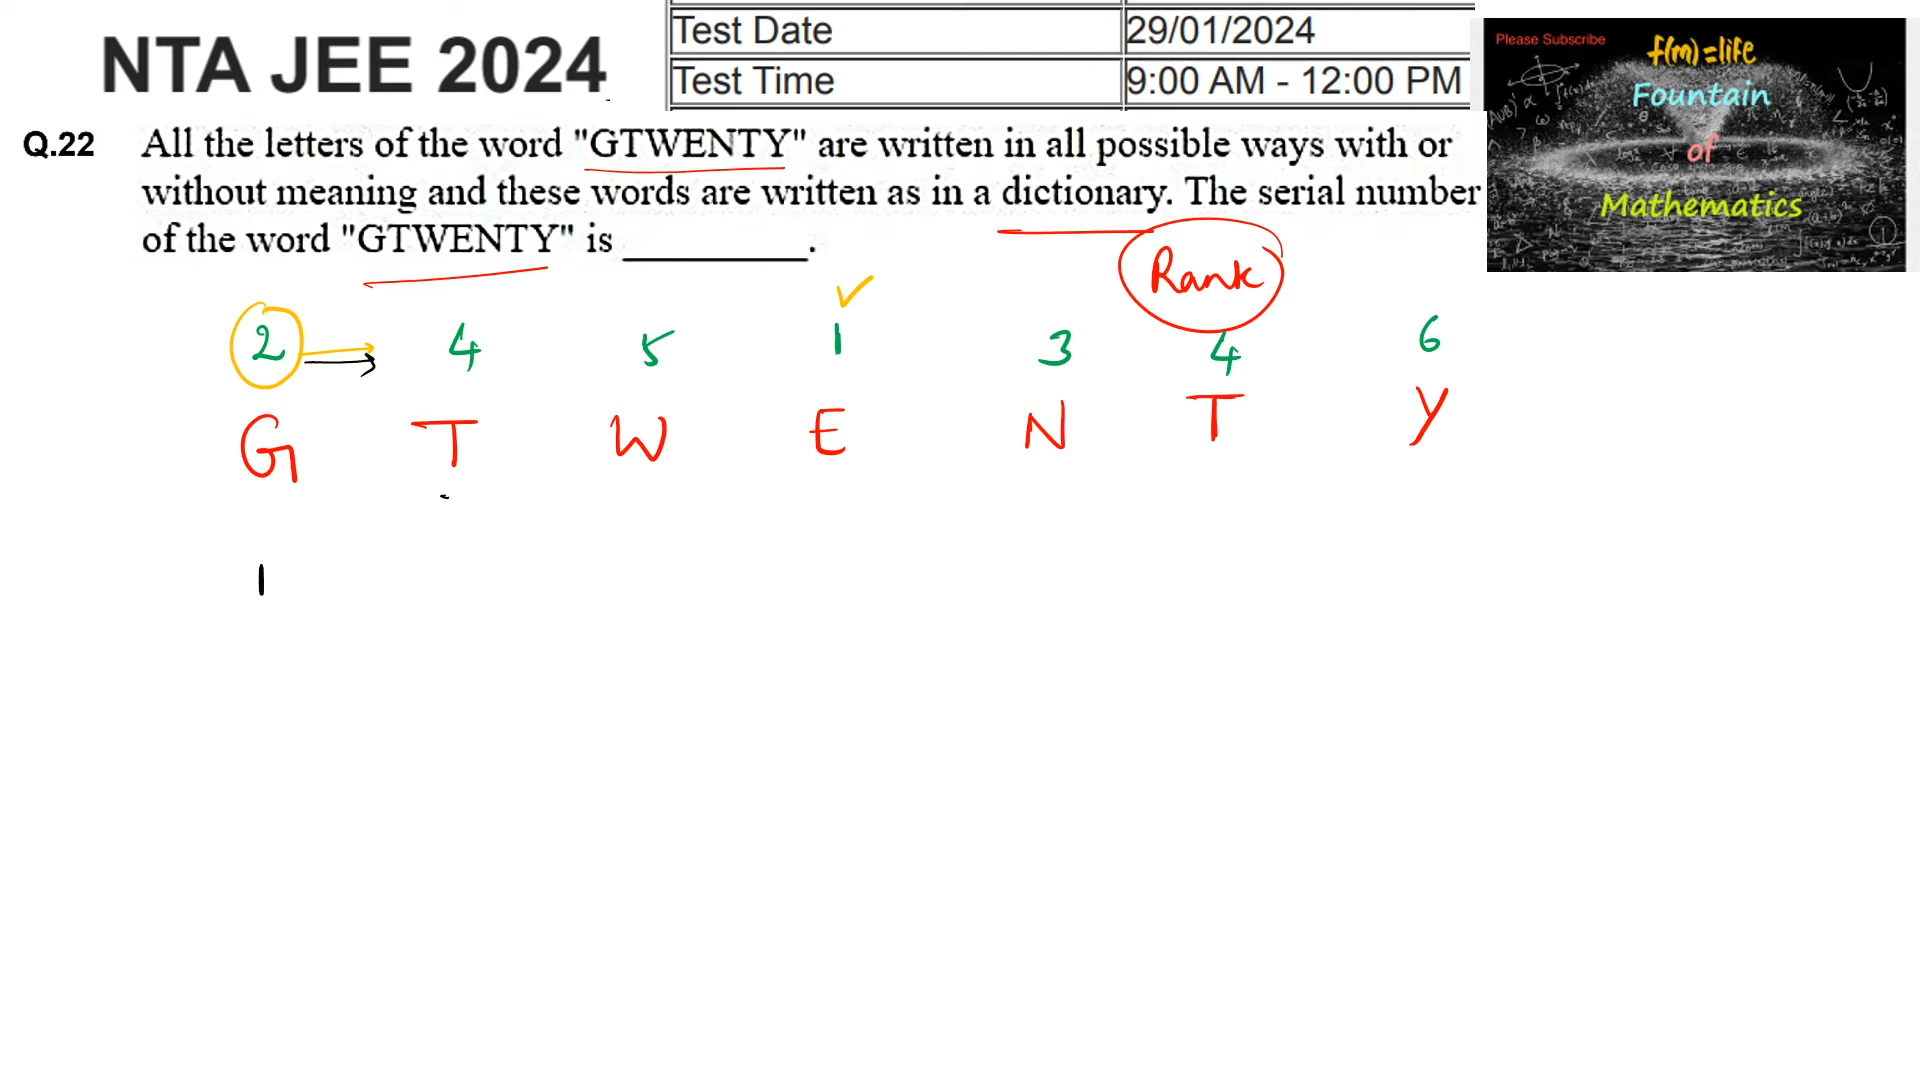 NTA JEE 2024
Test Date 29/01/2024
Test Time 9:00 AM - 12:00 PM
Please Subscribe
f(m)=life
Fountain
of
Mathematics
Q.22 All the letters of the word "GTWENTY" are written in all possible ways with or
without meaning and these words are written as in a dictionary. The serial number
of the word "GTWENTY" is ________.
Rank
2 4 5 1 3 4 6
G T W E N T Y
1